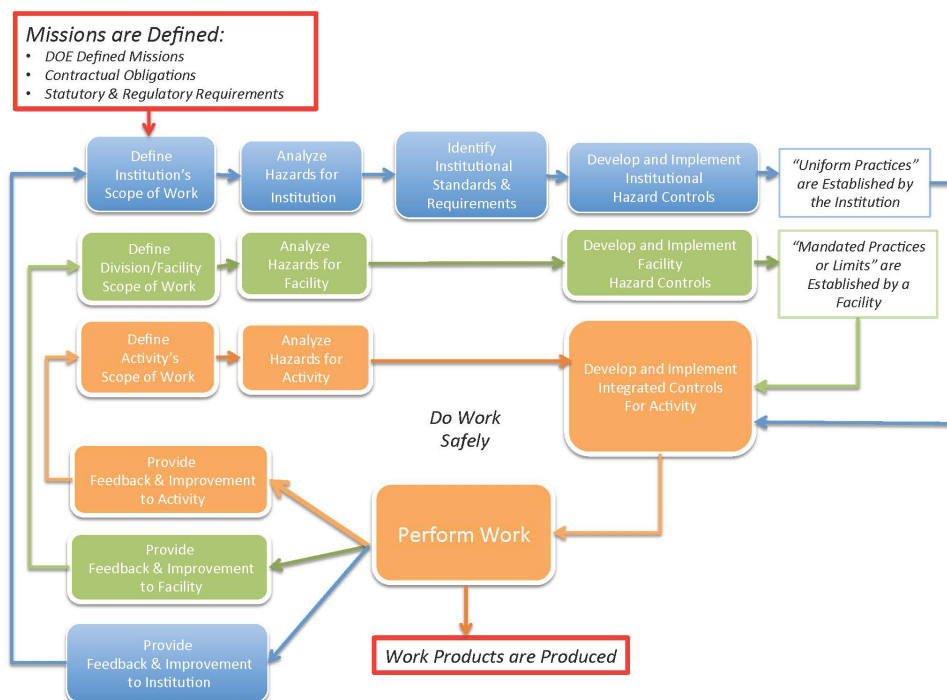 Missions are Defined:
• DOE Defined Missions
• Contractual Obligations
• Statutory & Regulatory Requirements
Define
Institution's
Scope of Work
Analyze
Hazards for
Institution
Identify
Institutional
Standards &
Requirements
Develop and Implement
Institutional
Hazard Controls
“Uniform Practices”
are Established by
the Institution
Define
Division/Facility
Scope of Work
Analyze
Hazards for
Facility
Develop and Implement
Facility
Hazard Controls
“Mandated Practices
or Limits” are
Established by a
Facility
Define
Activity's
Scope of Work
Analyze
Hazards for
Activity
Develop and Implement
Integrated Controls
For Activity
Do Work
Safely
Provide
Feedback & Improvement
to Activity
Perform Work
Provide
Feedback & Improvement
to Facility
Provide
Feedback & Improvement
to Institution
Work Products are Produced